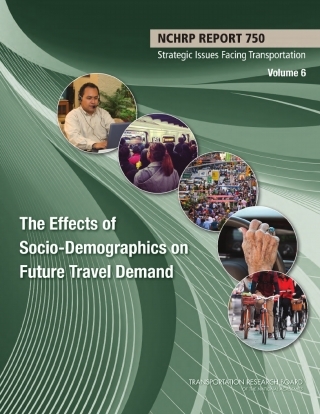 NCHRP REPORT 750
Strategic Issues Facing Transportation
Volume 6
The Effects of
Socio-Demographics on
Future Travel Demand
TRANSPORTATION RESEARCH BOARD